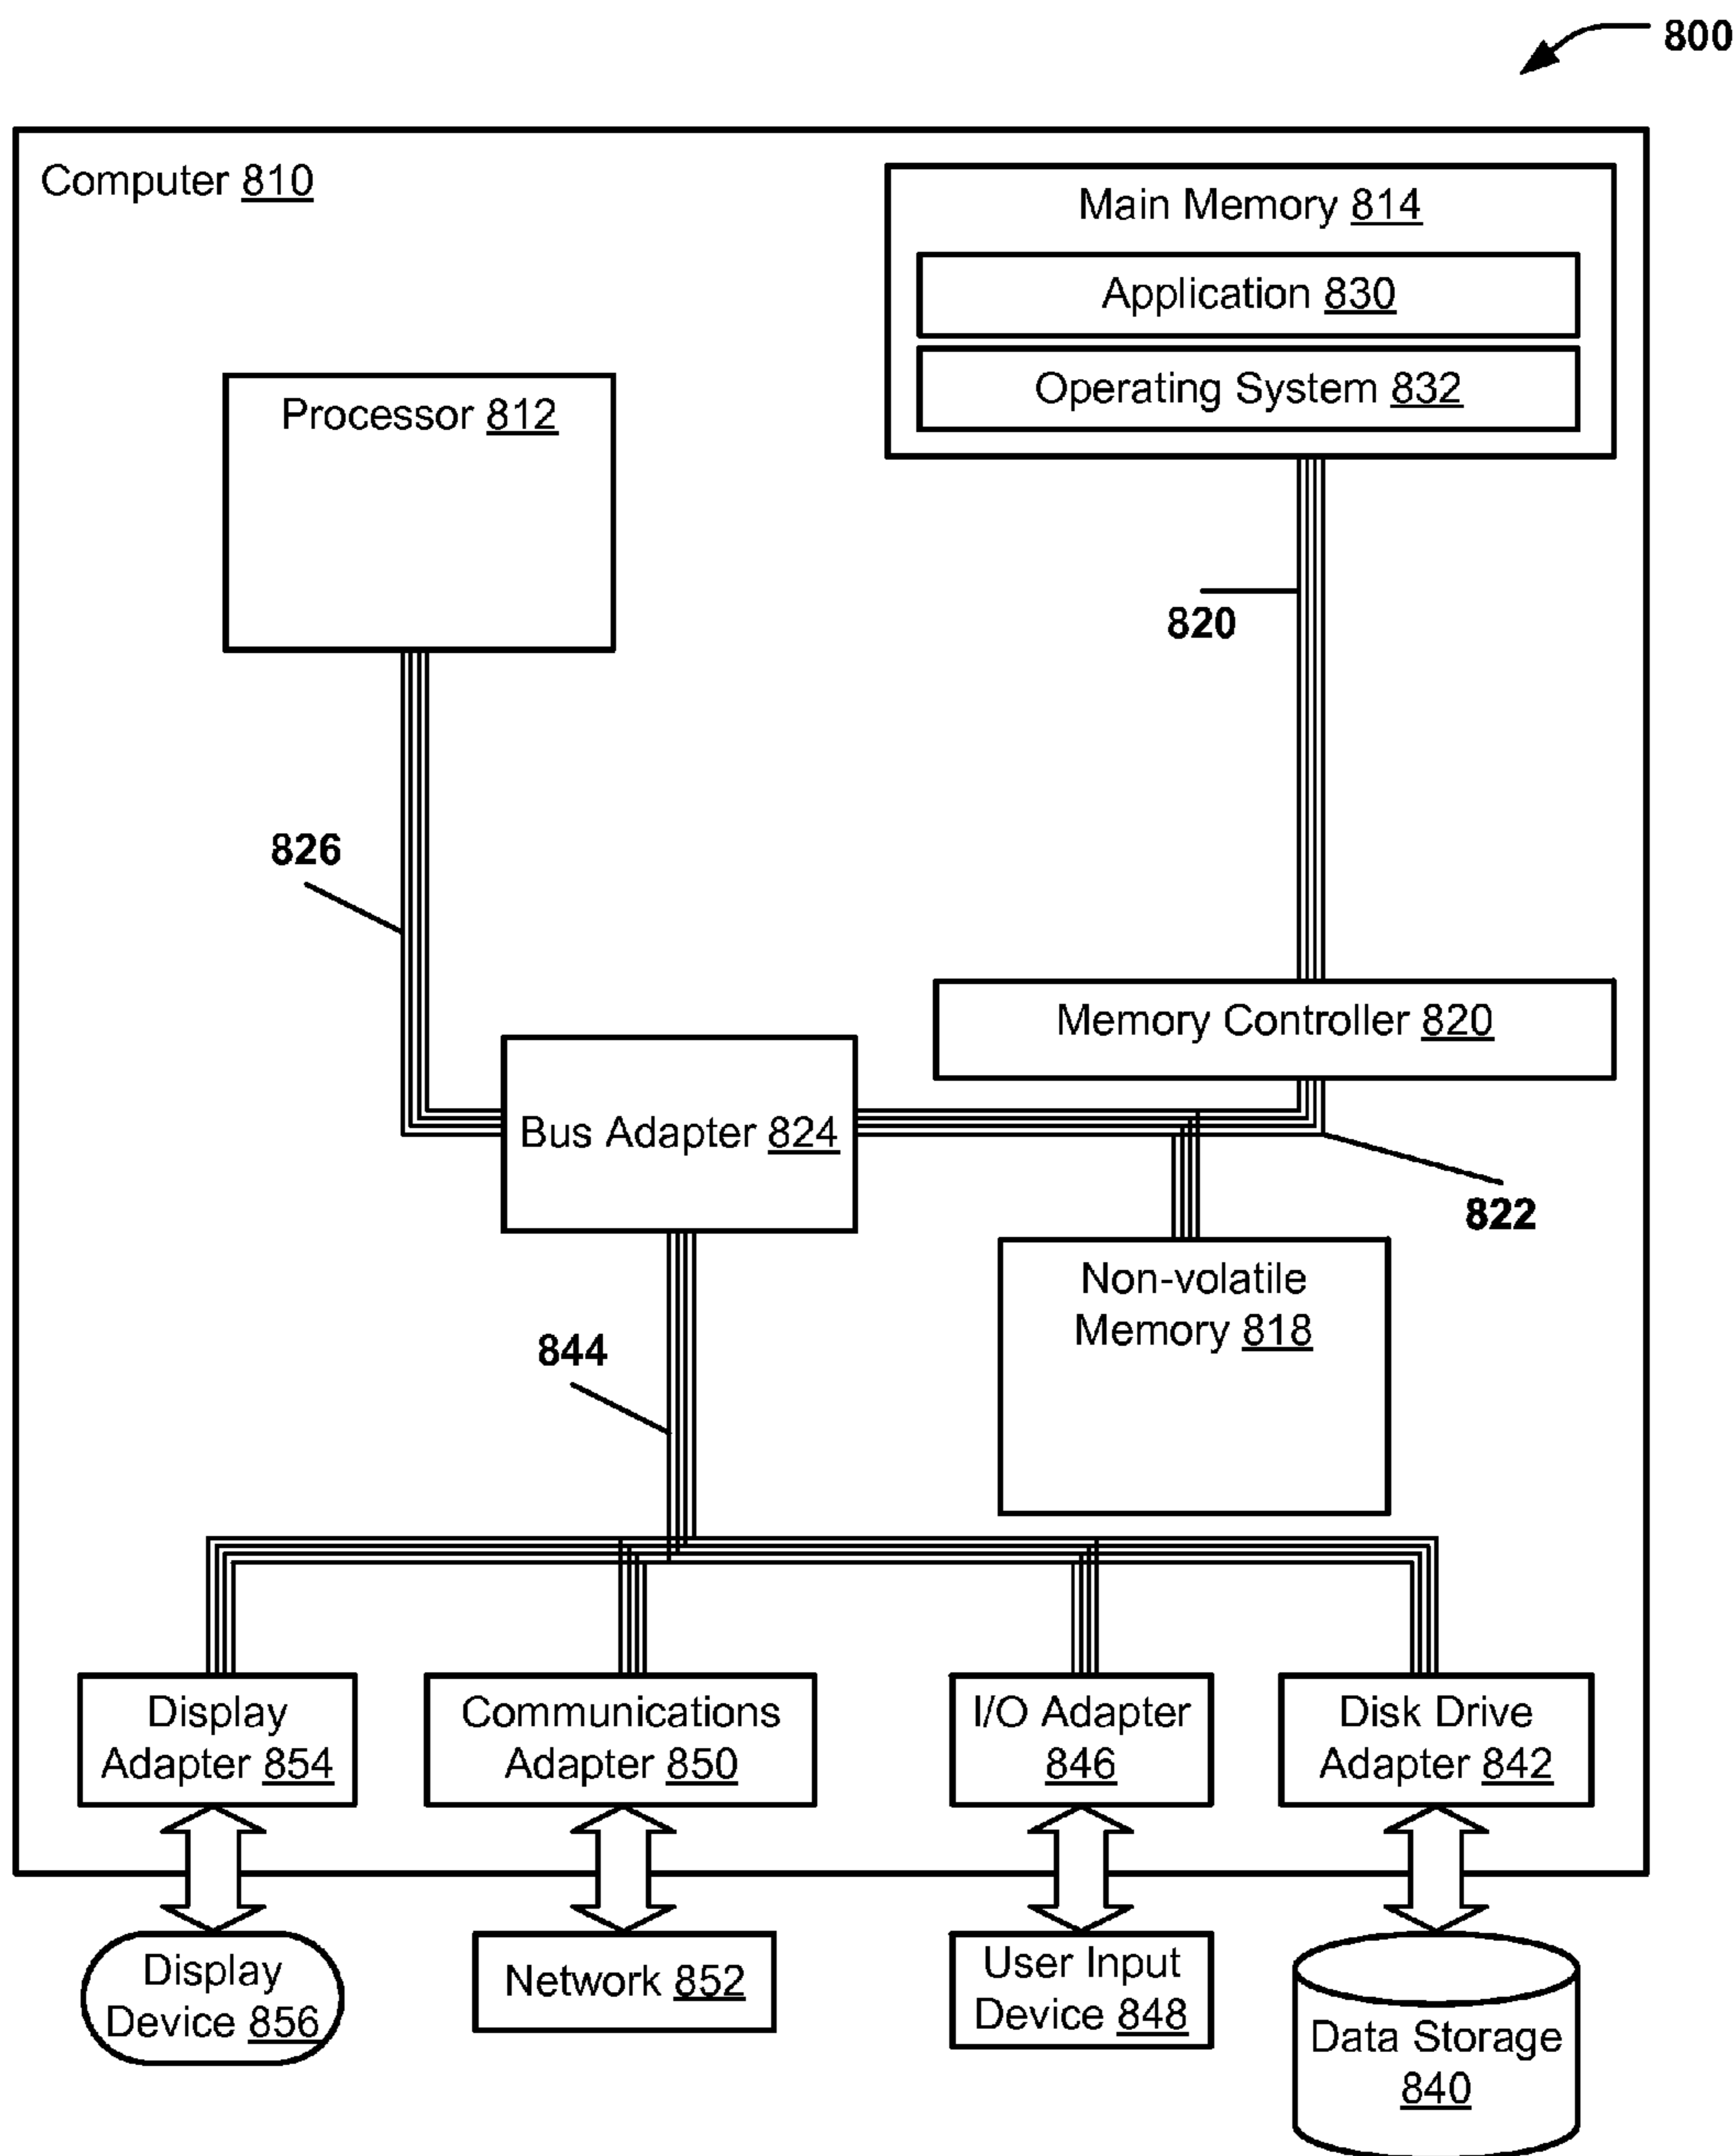 800
Computer 810
Main Memory 814
Application 830
Operating System 832
Processor 812
820
826
Memory Controller 820
Bus Adapter 824
822
Non-volatile
Memory 818
844
Display
Adapter 854
Communications
Adapter 850
I/O Adapter
846
Disk Drive
Adapter 842
Display
Device 856
Network 852
User Input
Device 848
Data Storage
840